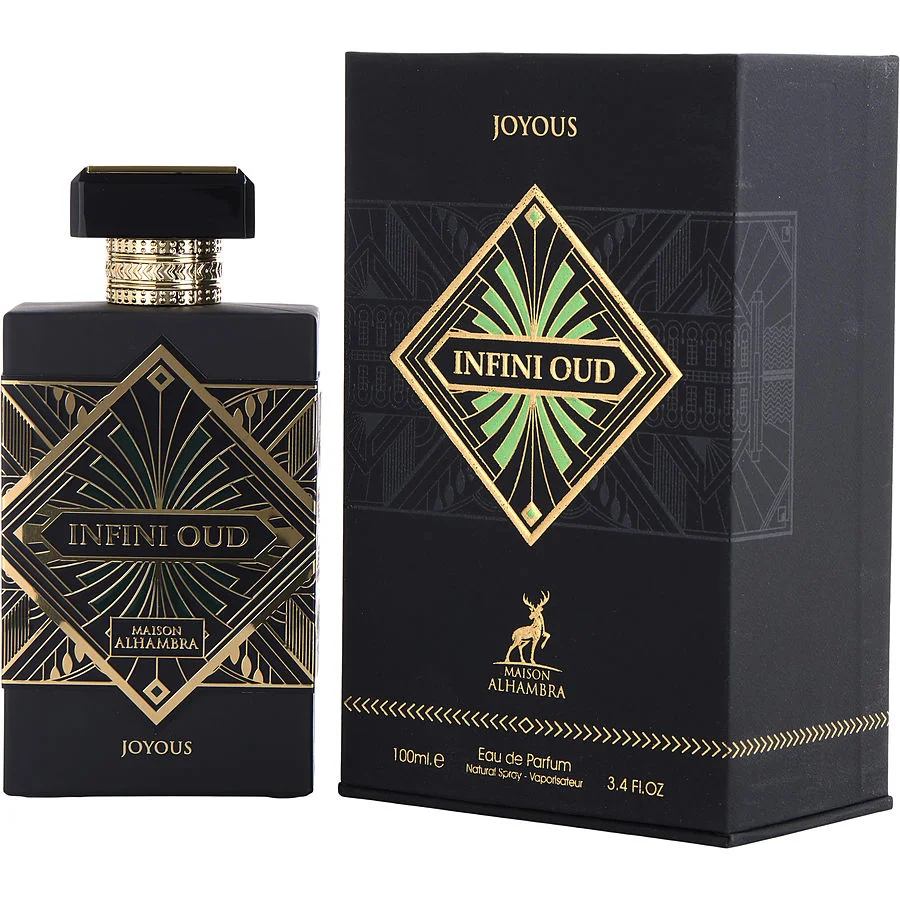 INFINI OUD
MAISON
ALHAMBRA
JOYOUS
JOYOUS
INFINI OUD
MAISON
ALHAMBRA
100ml.e
Eau de Parfum
Natural Spray - Vaporisateur
3.4 Fl.OZ